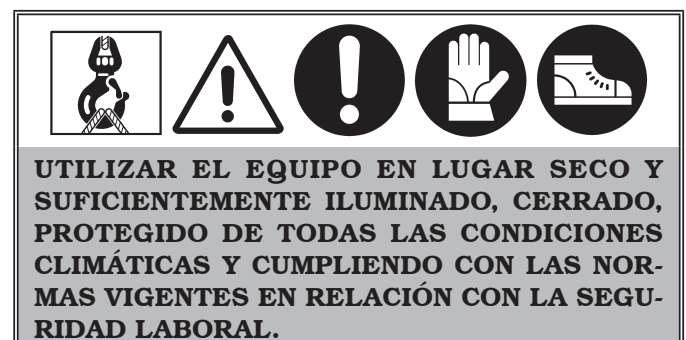 UTILIZAR EL EQUIPO EN LUGAR SECO Y
SUFICIENTEMENTE ILUMINADO, CERRADO,
PROTEGIDO DE TODAS LAS CONDICIONES
CLIMÁTICAS Y CUMPLIENDO CON LAS NOR-
MAS VIGENTES EN RELACIÓN CON LA SEGU-
RIDAD LABORAL.